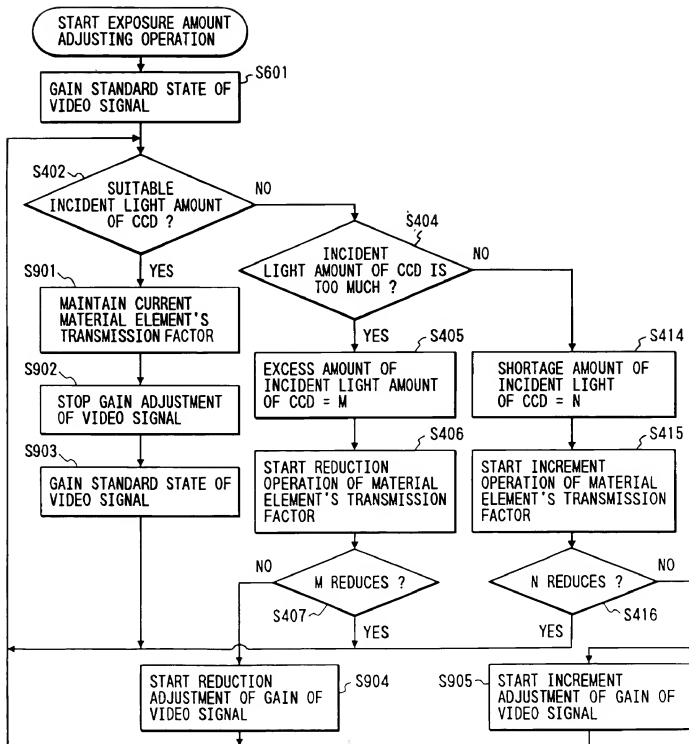 START EXPOSURE AMOUNT
ADJUSTING OPERATION
S601
GAIN STANDARD STATE OF
VIDEO SIGNAL
S402
SUITABLE
INCIDENT LIGHT AMOUNT
OF CCD ?
NO
YES
S404
INCIDENT
LIGHT AMOUNT OF CCD IS
TOO MUCH ?
NO
YES
S901
MAINTAIN CURRENT
MATERIAL ELEMENT'S
TRANSMISSION FACTOR
S902
STOP GAIN ADJUSTMENT
OF VIDEO SIGNAL
S903
GAIN STANDARD STATE OF
VIDEO SIGNAL
S405
EXCESS AMOUNT OF
INCIDENT LIGHT AMOUNT
OF CCD = M
S406
START REDUCTION
OPERATION OF MATERIAL
ELEMENT'S TRANSMISSION
FACTOR
NO
M REDUCES ?
S407
YES
S414
SHORTAGE AMOUNT OF
INCIDENT LIGHT
OF CCD = N
S415
START INCREMENT
OPERATION OF MATERIAL
ELEMENT'S TRANSMISSION
FACTOR
NO
N REDUCES ?
S416
YES
S904
START REDUCTION
ADJUSTMENT OF GAIN OF
VIDEO SIGNAL
S905
START INCREMENT
ADJUSTMENT OF GAIN OF
VIDEO SIGNAL